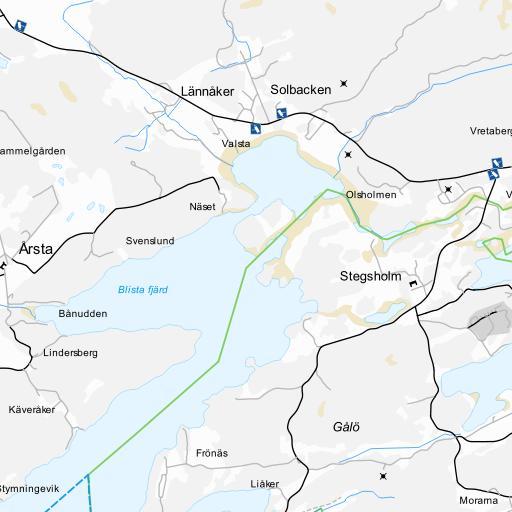 Lännåker
Solbacken
Valsta
Vretaberg
ammelgården
Olsholmen
V
Näset
Svenslund
Årsta
Stegsholm
Blista fjärd
Bånudden
Lindersberg
Käveråker
Gålö
Frönäs
Liåker
Stymningevik
Morarna